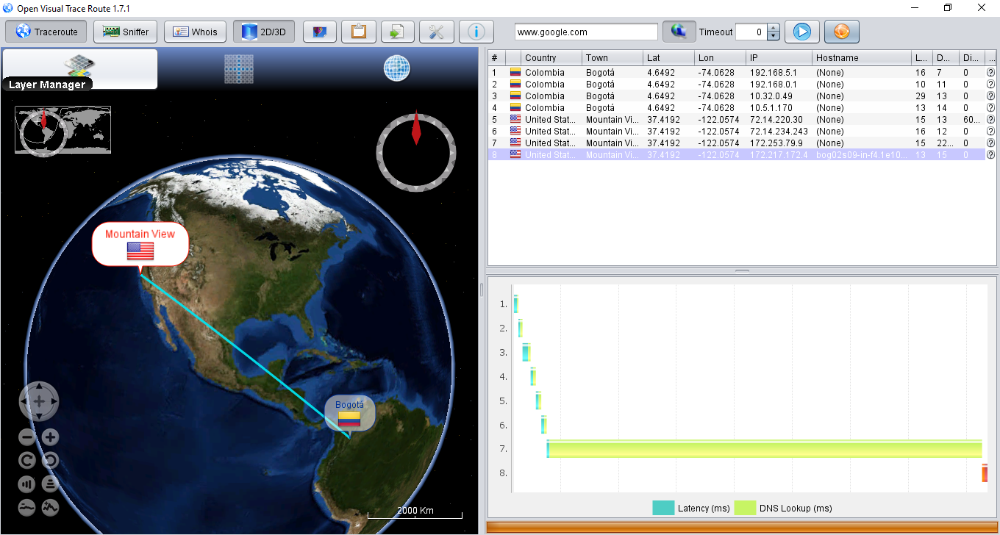 Open Visual Trace Route 1.7.1
Traceroute Sniffer Whois 2D/3D www.google.com Timeout 0
Layer Manager
# Country Town Lat Lon IP Hostname L... D... Di... ...
1 Colombia Bogotá 4.6492 -74.0628 192.168.5.1 (None) 16 7 0
2 Colombia Bogotá 4.6492 -74.0628 192.168.0.1 (None) 10 11 0
3 Colombia Bogotá 4.6492 -74.0628 10.32.0.49 (None) 29 13 0
4 Colombia Bogotá 4.6492 -74.0628 10.5.1.170 (None) 13 14 0
5 United Stat... Mountain Vi... 37.4192 -122.0574 72.14.220.30 (None) 15 13 60...
6 United Stat... Mountain Vi... 37.4192 -122.0574 72.14.234.243 (None) 16 12 0
7 United Stat... Mountain Vi... 37.4192 -122.0574 172.253.79.9 (None) 15 22... 0
8 United Stat... Mountain Vi... 37.4192 -122.0574 172.217.172.4 bog02s09-in-f4.1e10... 13 15 0
Mountain View
Bogotá
2000 Km
1.
2.
3.
4.
5.
6.
7.
8.
Latency (ms) DNS Lookup (ms)